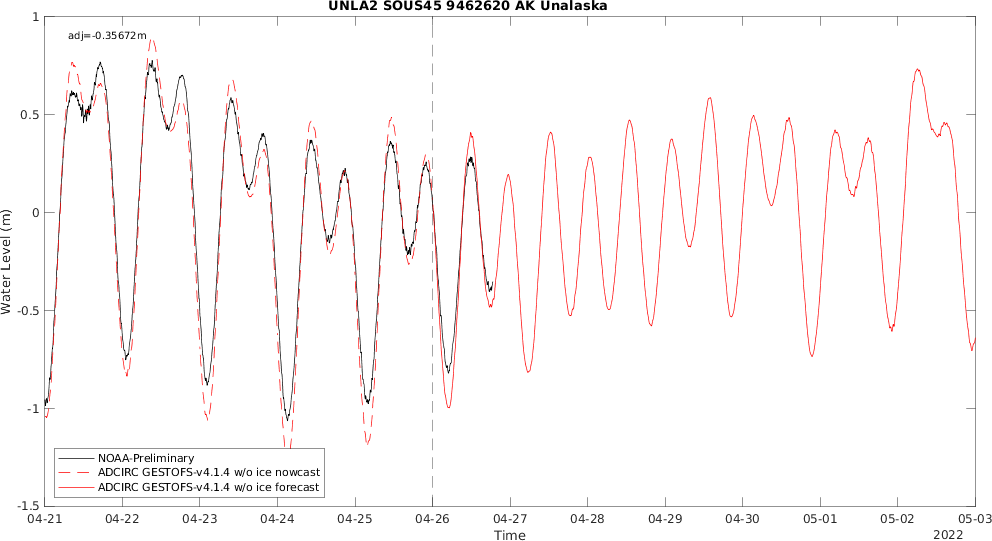 UNLA2 SOUS45 9462620 AK Unalaska
adj=-0.35672m
1
0.5
0
-0.5
-1
-1.5
Water Level (m)
NOAA-Preliminary
ADCIRC GESTOFS-v4.1.4 w/o ice nowcast
ADCIRC GESTOFS-v4.1.4 w/o ice forecast
04-21 04-22 04-23 04-24 04-25 04-26 04-27 04-28 04-29 04-30 05-01 05-02 05-03
Time
2022